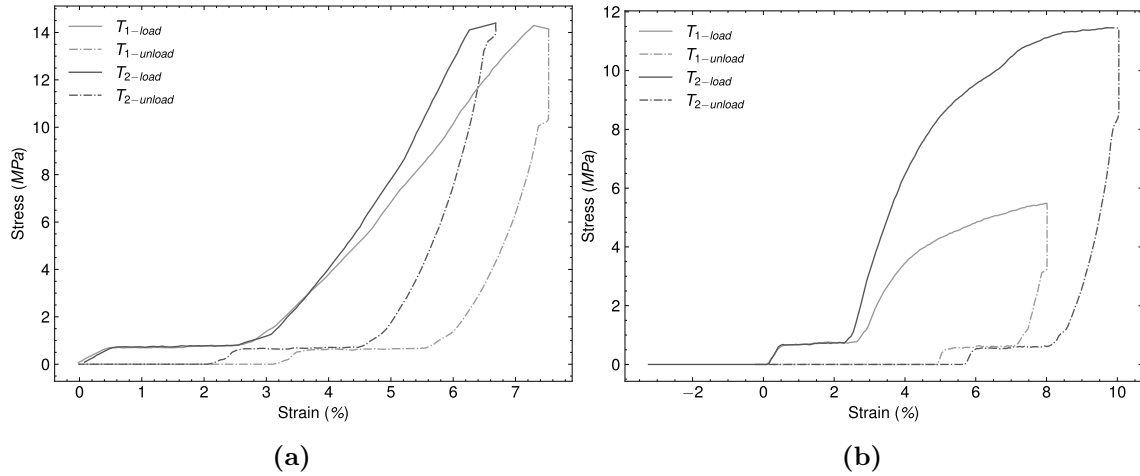 T1−load
T1−unload
T2−load
T2−unload
14
12
10
8
6
4
2
0
Stress (MPa)
0 1 2 3 4 5 6 7
Strain (%)
(a)
T1−load
T1−unload
T2−load
T2−unload
12
10
8
6
4
2
0
Stress (MPa)
−2 0 2 4 6 8 10
Strain (%)
(b)